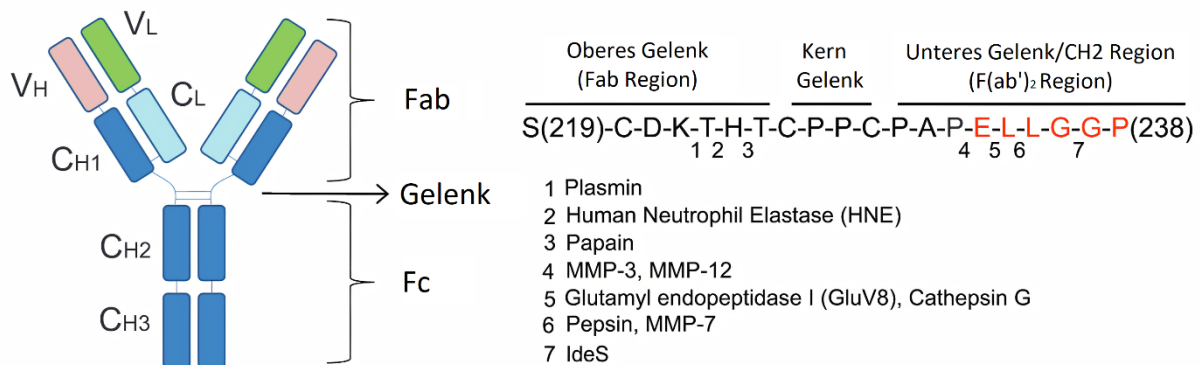 VL
VH
CL
CH1
CH2
CH3
Fab
Gelenk
Fc
Oberes Gelenk
(Fab Region)
Kern
Gelenk
Unteres Gelenk/CH2 Region
(F(ab')₂ Region)
S(219)-C-D-K-T-H-T-C-P-P-C-P-A-P-E-L-L-G-G-P(238)
1 2 3 4 5 6 7
1 Plasmin
2 Human Neutrophil Elastase (HNE)
3 Papain
4 MMP-3, MMP-12
5 Glutamyl endopeptidase I (GluV8), Cathepsin G
6 Pepsin, MMP-7
7 IdeS